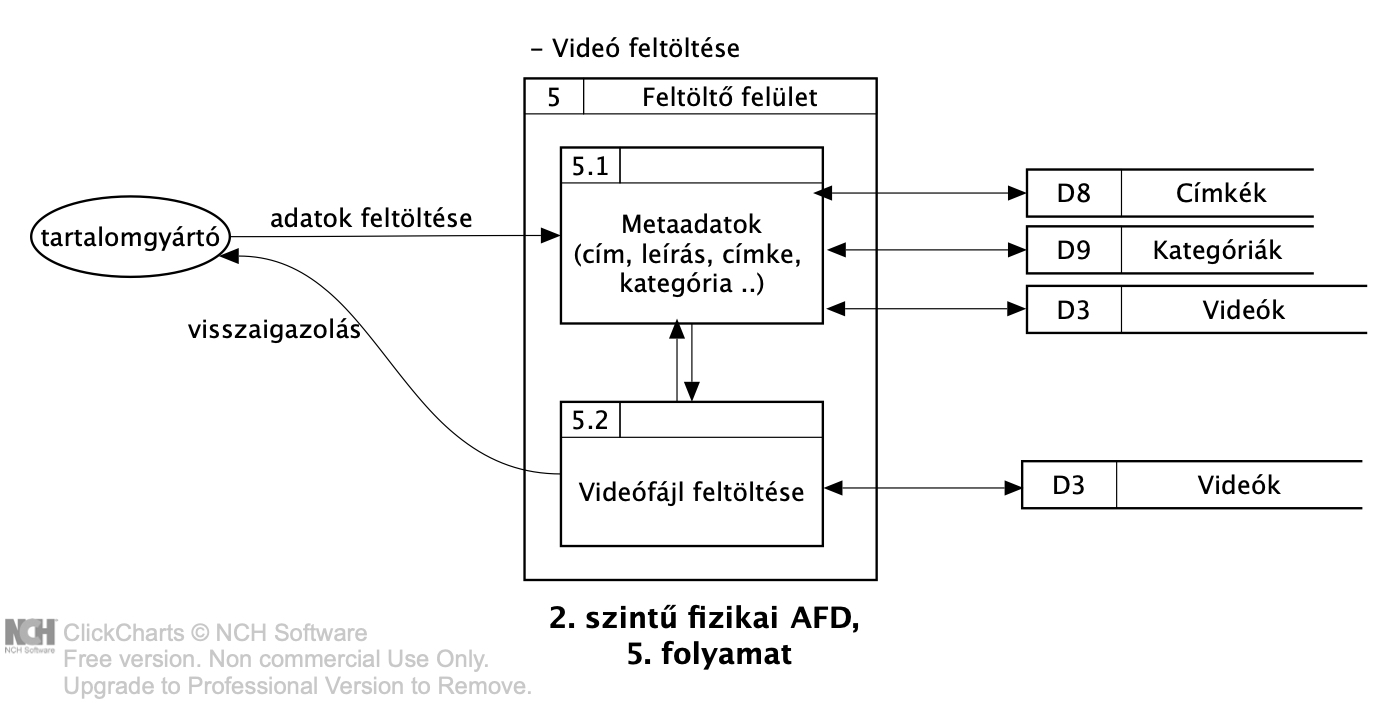 – Videó feltöltése
5 Feltöltő felület
5.1
Metaadatok
(cím, leírás, címke,
kategória ..)
tartalomgyártó
adatok feltöltése
visszaigazolás
D8 Címkék
D9 Kategóriák
D3 Videók
5.2
Videófájl feltöltése
D3 Videók
2. szintű fizikai AFD,
5. folyamat
NCH
NCH Software
ClickCharts © NCH Software
Free version. Non commercial Use Only.
Upgrade to Professional Version to Remove.